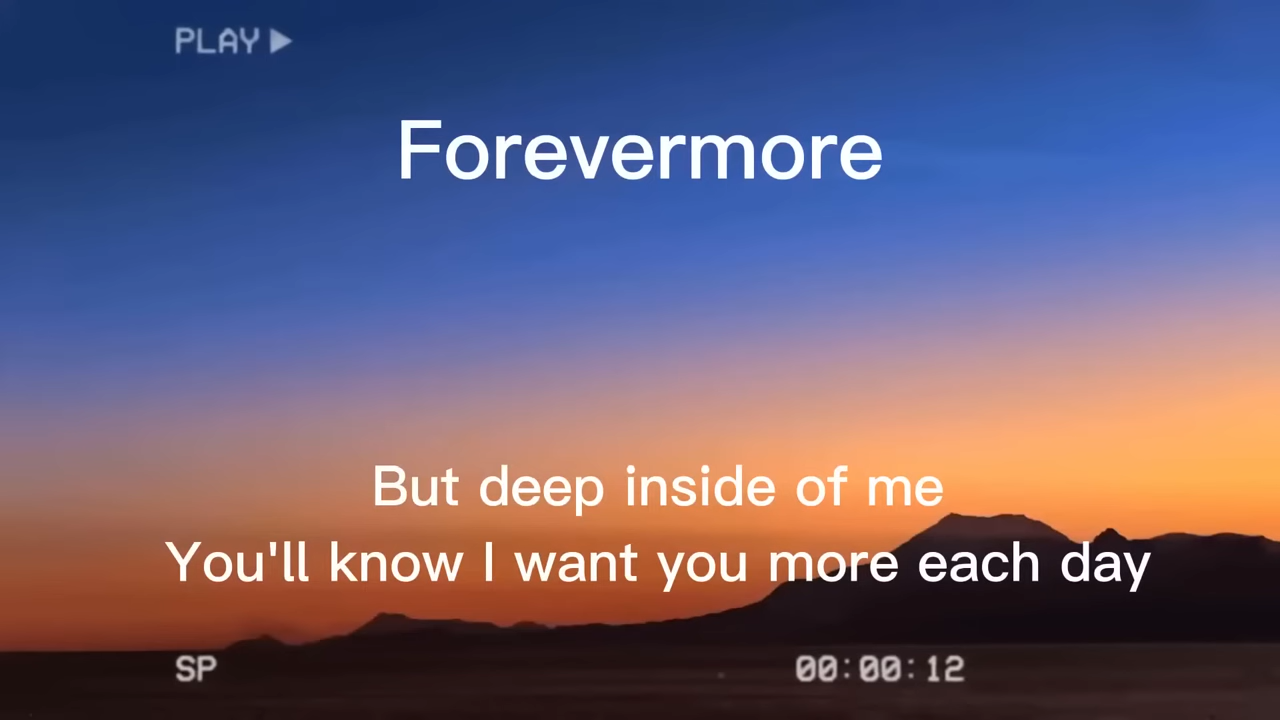 PLAY
Forevermore
But deep inside of me
You'll know I want you more each day
SP
00:00:12